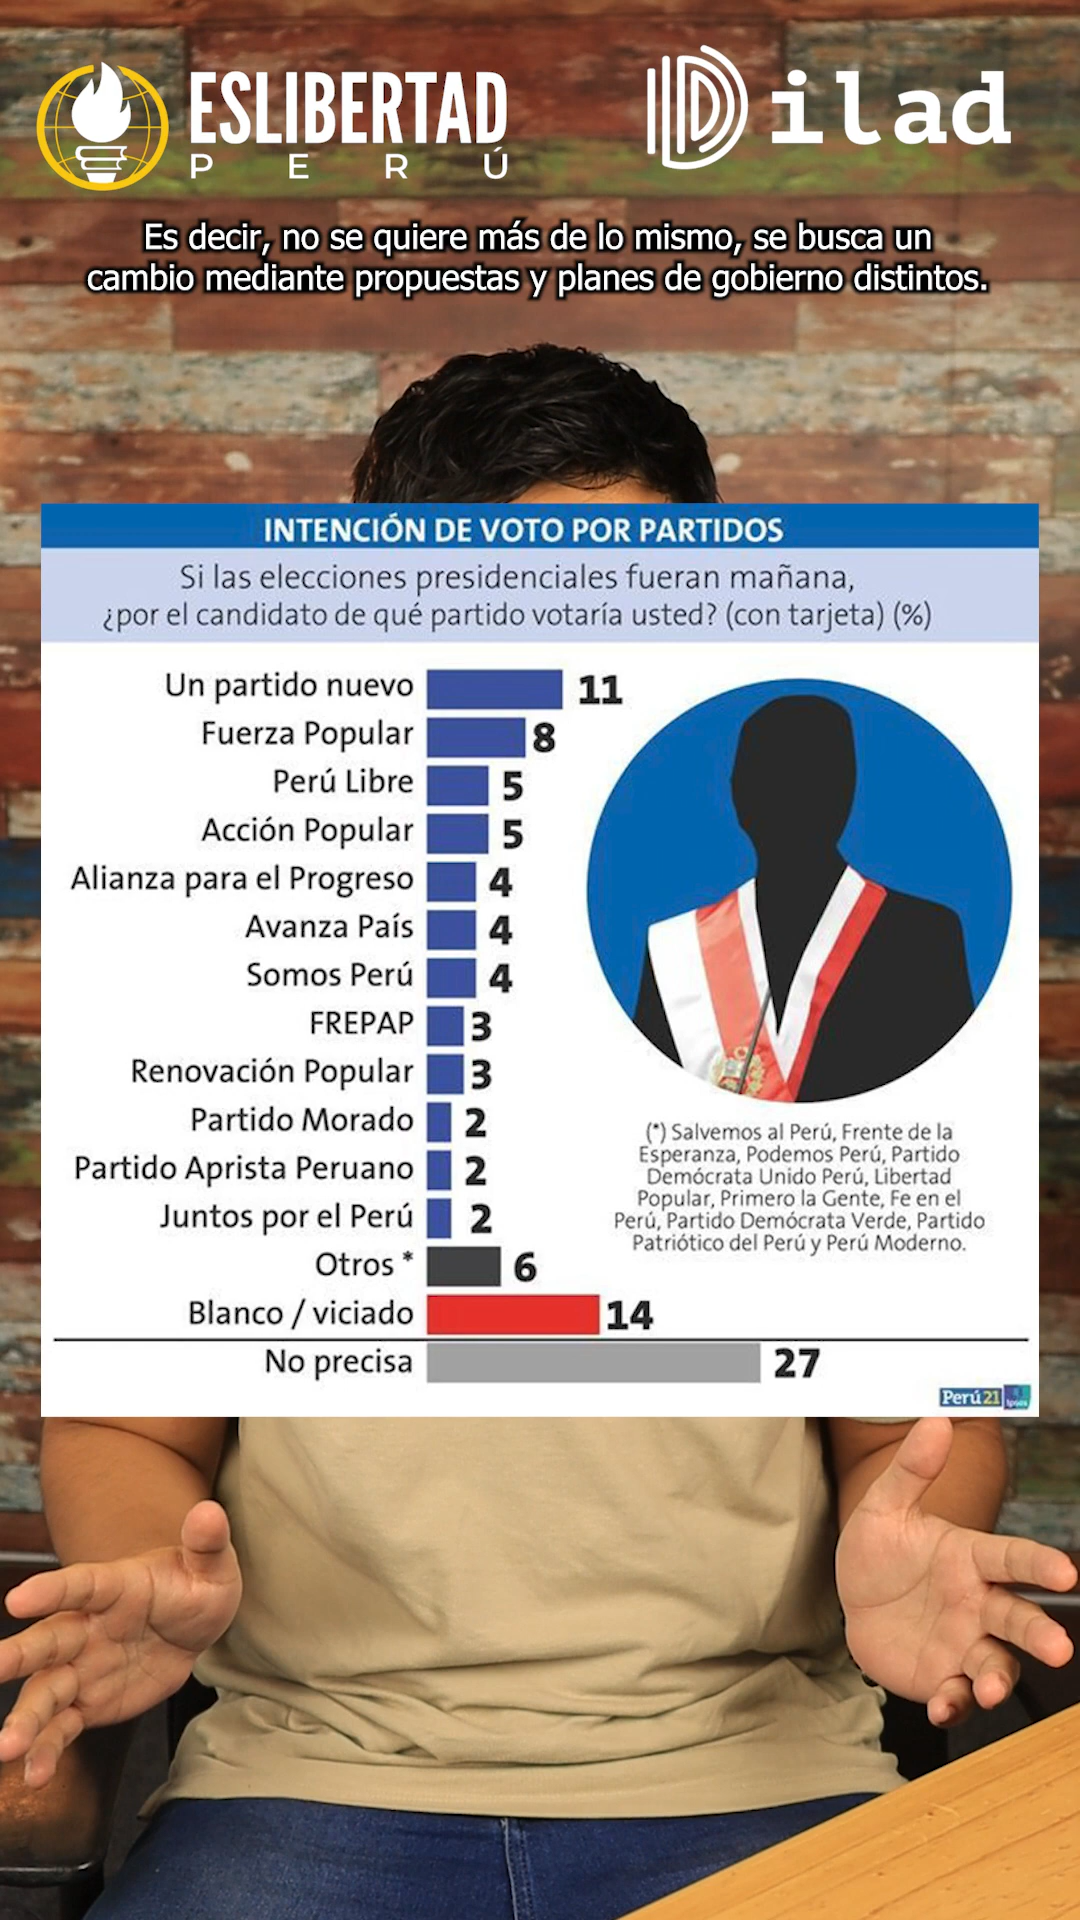 ESLIBERTAD
PERÚ
ilad
Es decir, no se quiere más de lo mismo, se busca un
cambio mediante propuestas y planes de gobierno distintos.
INTENCIÓN DE VOTO POR PARTIDOS
Si las elecciones presidenciales fueran mañana,
¿por el candidato de qué partido votaría usted? (con tarjeta) (%)
Un partido nuevo 11
Fuerza Popular 8
Perú Libre 5
Acción Popular 5
Alianza para el Progreso 4
Avanza País 4
Somos Perú 4
FREPAP 3
Renovación Popular 3
Partido Morado 2
Partido Aprista Peruano 2
Juntos por el Perú 2
Otros * 6
Blanco / viciado 14
No precisa 27
(*) Salvemos al Perú, Frente de la
Esperanza, Podemos Perú, Partido
Demócrata Unido Perú, Libertad
Popular, Primero la Gente, Fe en el
Perú, Partido Demócrata Verde, Partido
Patriótico del Perú y Perú Moderno.
Perú21 Ipsos